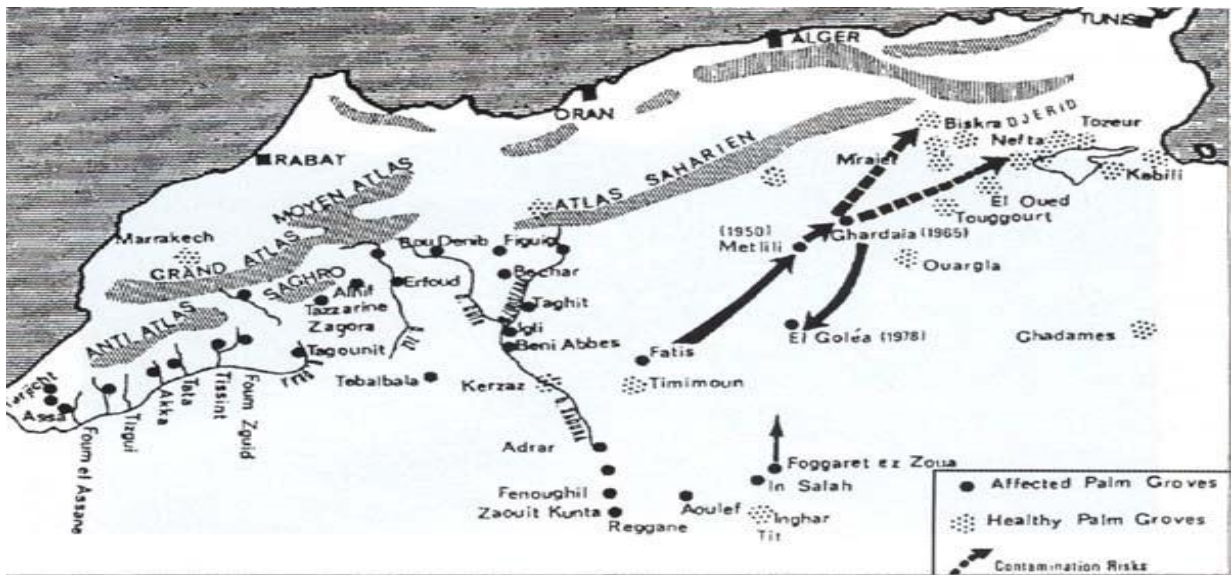 TUNIS
ALGER
ORAN
Biskra
DJERID
Tozeur
Nefta
RABAT
Kebili
MOYEN ATLAS
ATLAS SAHARIEN
El Oued
Touggourt
(1950)
Metlili
Ghardaia (1965)
Marrakech
Bou Denib
Figuig
GRAND ATLAS
Ouargla
SAGHRO
Erfoud
Bechar
Alnif
Tazzarine
Taghit
Zagora
ANTI ATLAS
Igli
El Goléa (1978)
Ghadames
Tagounit
Beni Abbes
Fatis
Tebalbala
Kerzaz
Timimoun
Assa
Foum el Assane
Tizgui
Akka
Tata
Tissint
Foum Zguid
Adrar
Foggaret ez Zoua
In Salah
Fenoughil
Zaouit Kunta
Reggane
Aoulef
Inghar
Tit
Affected Palm Groves
Healthy Palm Groves
Contamination Risks